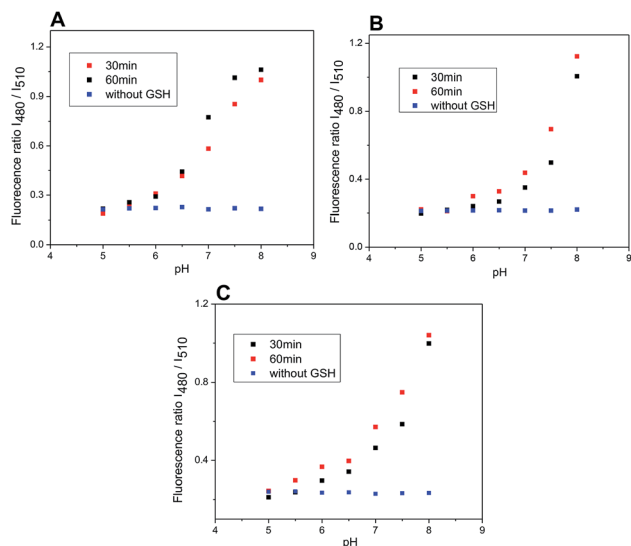 A
Fluorescence ratio I480 / I510
1.2
0.9
0.6
0.3
0.0
30min
60min
without GSH
4 5 6 7 8 9
pH
B
Fluorescence ratio I480 / I510
1.2
0.8
0.4
0.0
30min
60min
without GSH
4 5 6 7 8 9
pH
C
Fluorescence ratio I480 / I510
1.2
0.8
0.4
30min
60min
without GSH
4 5 6 7 8 9
pH